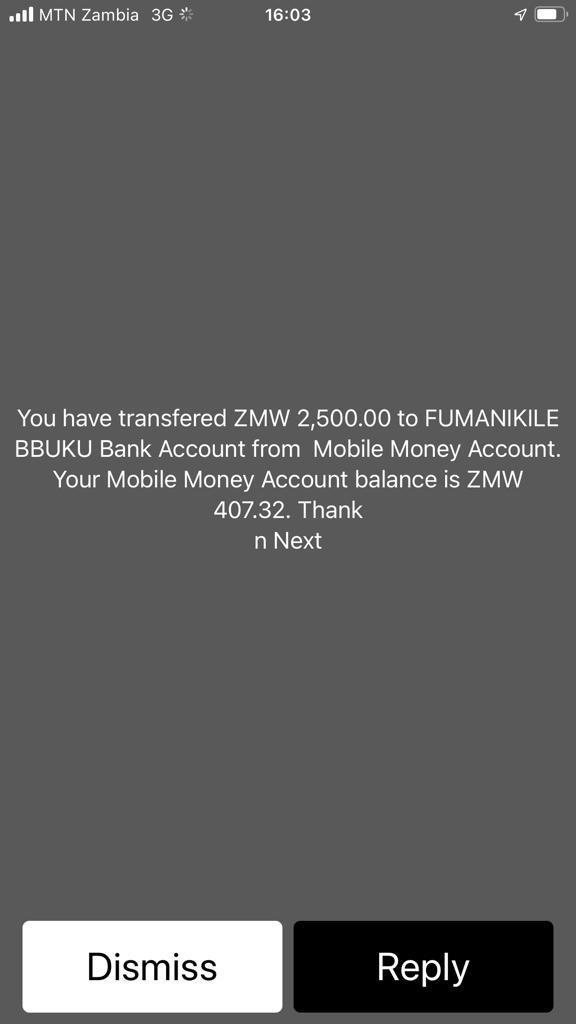 MTN Zambia 3G 16:03
You have transfered ZMW 2,500.00 to FUMANIKILE
BBUKU Bank Account from  Mobile Money Account.
Your Mobile Money Account balance is ZMW
407.32. Thank
n Next
Dismiss Reply